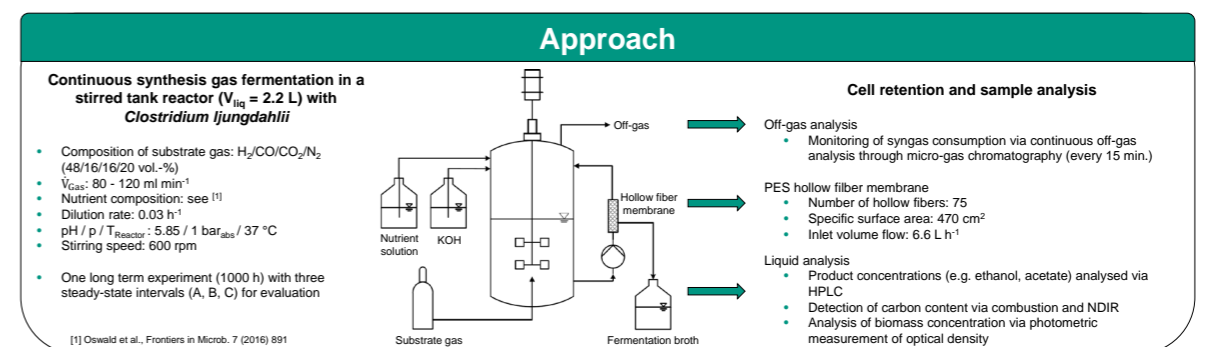 Approach
Continuous synthesis gas fermentation in a
stirred tank reactor (Vliq = 2.2 L) with
Clostridium ljungdahlii
• Composition of substrate gas: H2/CO/CO2/N2
(48/16/16/20 vol.-%)
• V̇Gas: 80 - 120 ml min-1
• Nutrient composition: see [1]
• Dilution rate: 0.03 h-1
• pH / p / TReactor : 5.85 / 1 barabs / 37 °C
• Stirring speed: 600 rpm
• One long term experiment (1000 h) with three
steady-state intervals (A, B, C) for evaluation
[1] Oswald et al., Frontiers in Microb. 7 (2016) 891
Off-gas
Hollow fiber
membrane
Nutrient
solution
KOH
Substrate gas
Fermentation broth
Cell retention and sample analysis
Off-gas analysis
• Monitoring of syngas consumption via continuous off-gas
analysis through micro-gas chromatography (every 15 min.)
PES hollow filber membrane
• Number of hollow fibers: 75
• Specific surface area: 470 cm2
• Inlet volume flow: 6.6 L h-1
Liquid analysis
• Product concentrations (e.g. ethanol, acetate) analysed via
HPLC
• Detection of carbon content via combustion and NDIR
• Analysis of biomass concentration via photometric
measurement of optical density